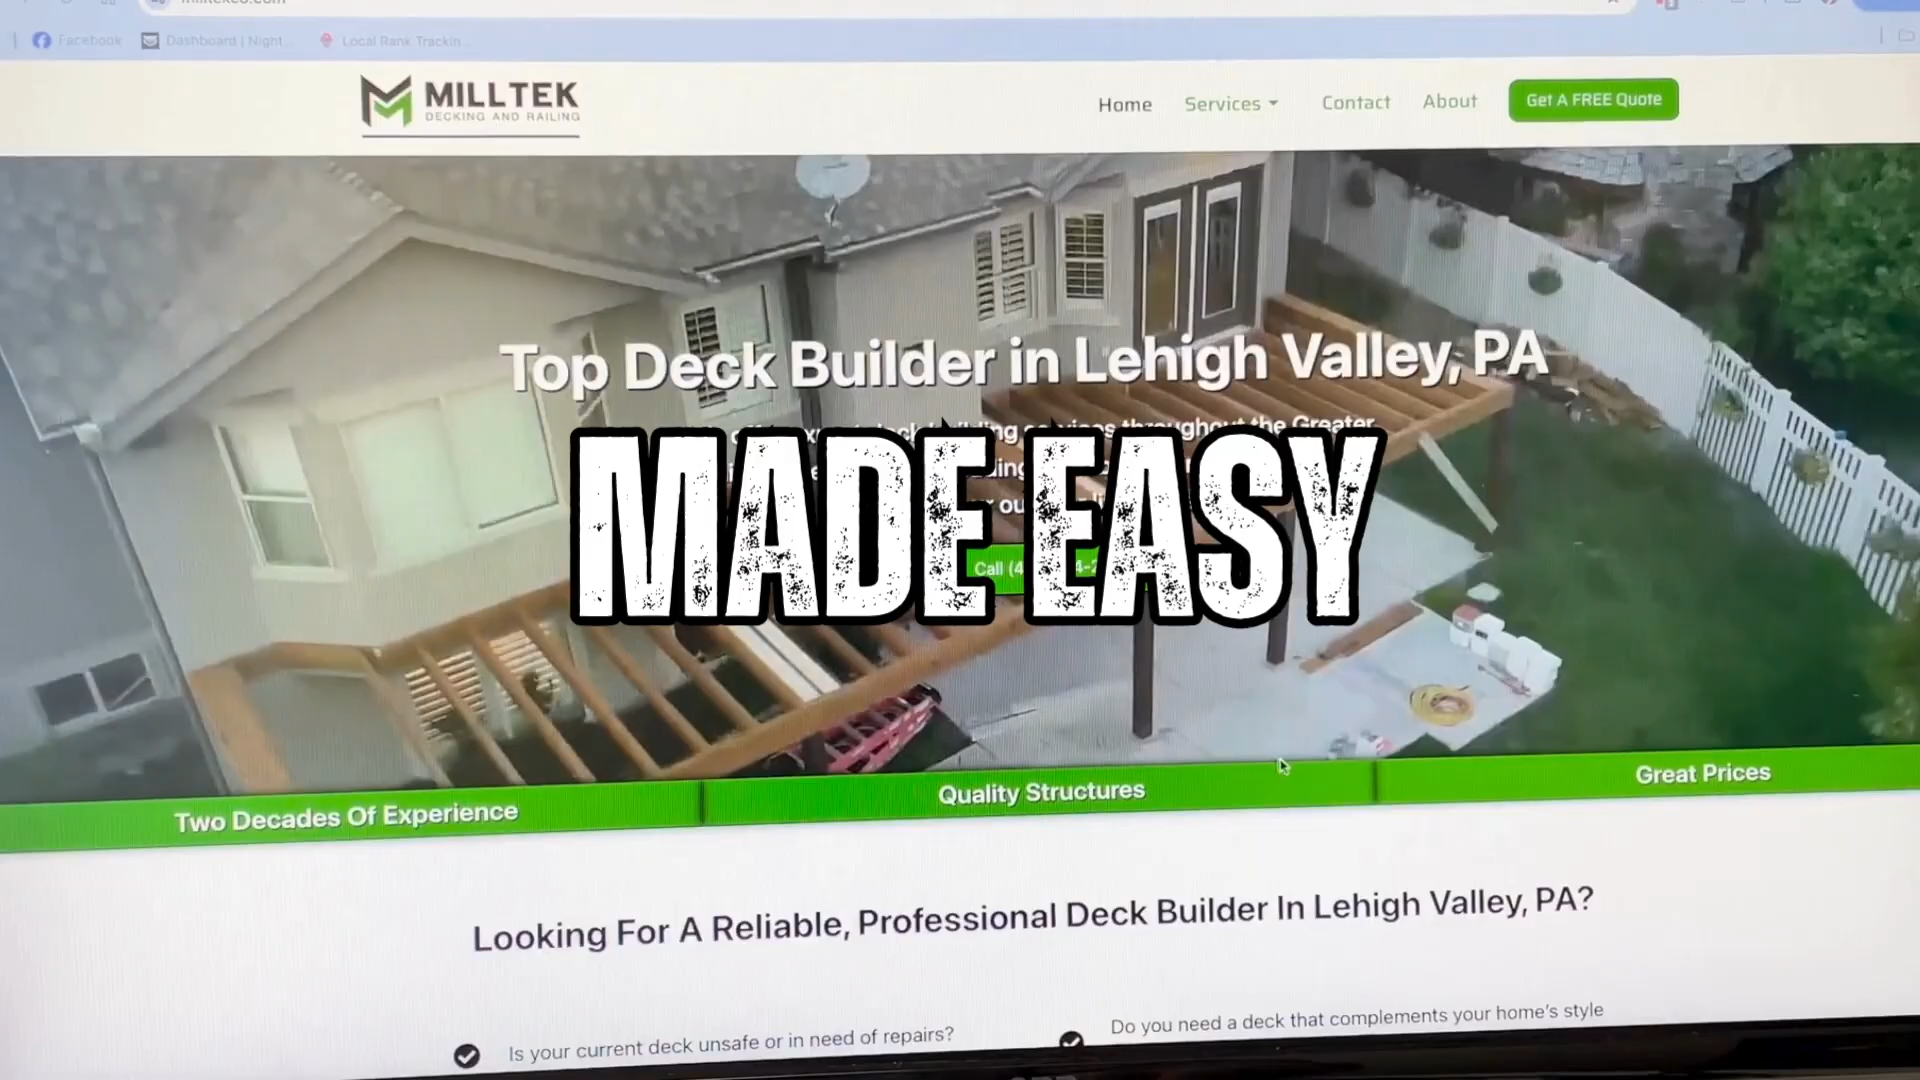 Facebook
Dashboard | Night
Local Rank Trackin...
MILLTEK
DECKING AND RAILING
Home
Services
Contact
About
Get A FREE Quote
Top Deck Builder in Lehigh Valley, PA
the Greater
MADE EASY
Call (4
Two Decades Of Experience
Quality Structures
Great Prices
Looking For A Reliable, Professional Deck Builder In Lehigh Valley, PA?
Is your current deck unsafe or in need of repairs?
Do you need a deck that complements your home's style